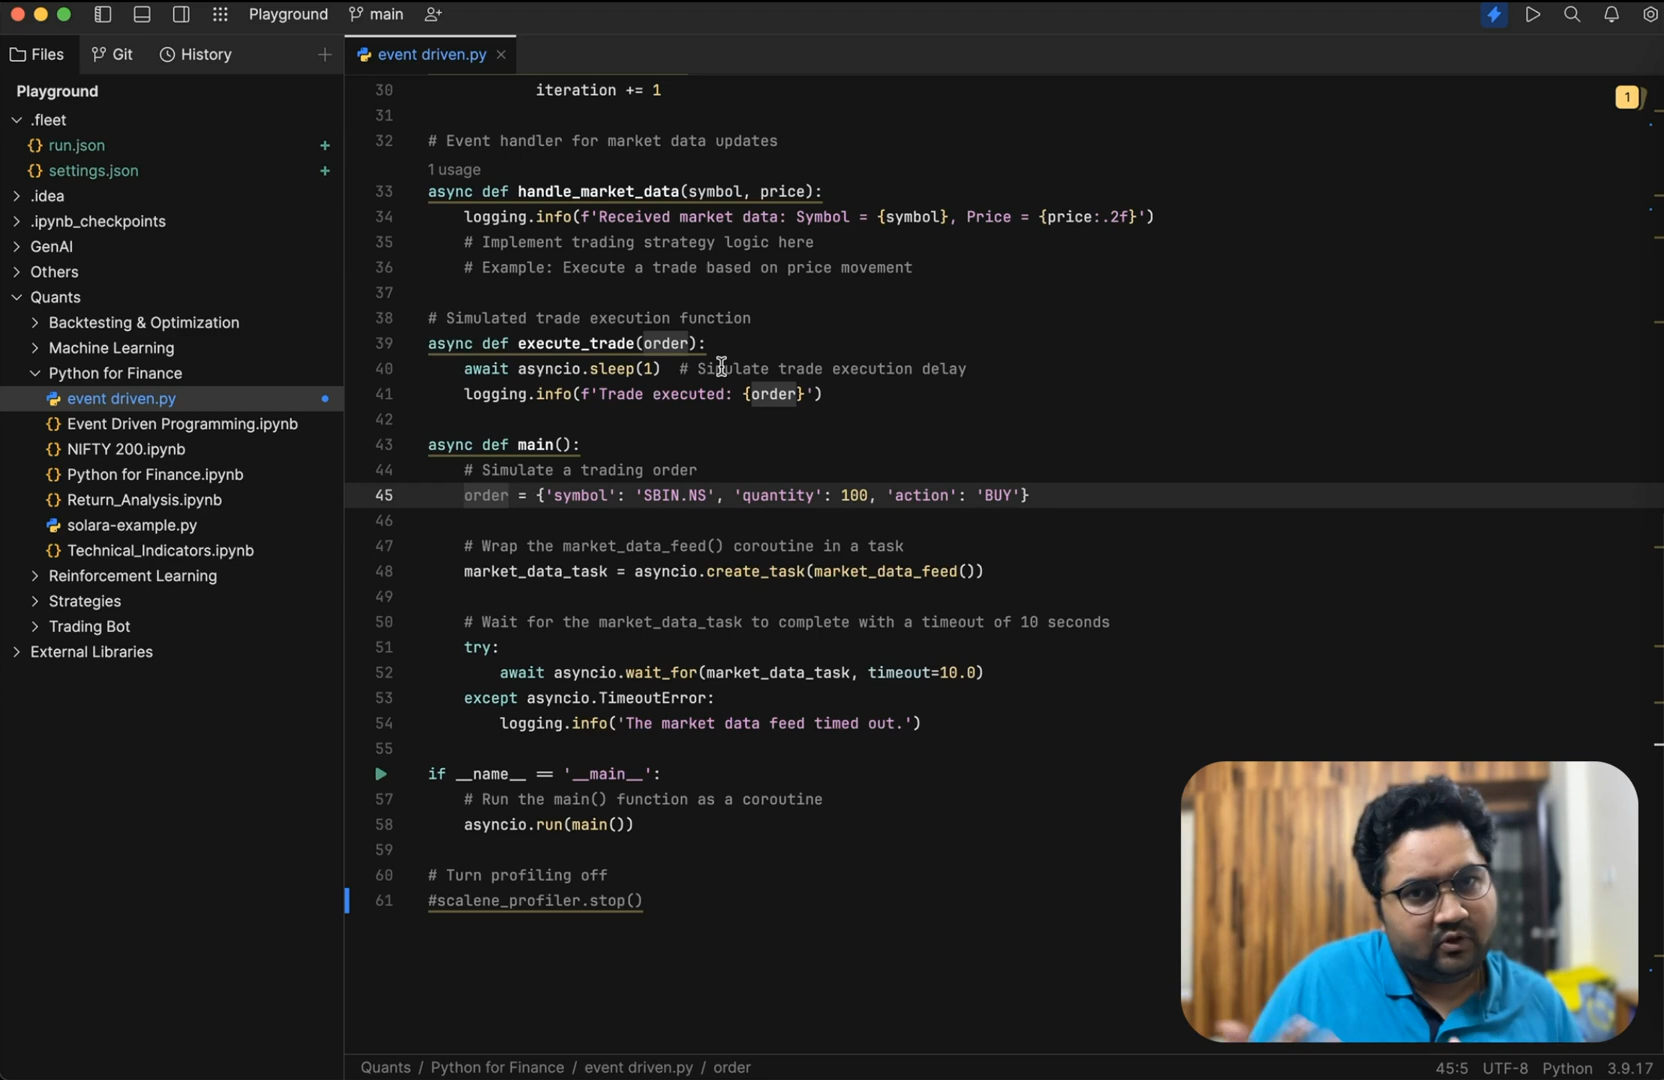 Playground
main
Files
Git
History
event driven.py
Playground
.fleet
run.json
settings.json
.idea
.ipynb_checkpoints
GenAI
Others
Quants
Backtesting & Optimization
Machine Learning
Python for Finance
event driven.py
Event Driven Programming.ipynb
NIFTY 200.ipynb
Python for Finance.ipynb
Return_Analysis.ipynb
solara-example.py
Technical_Indicators.ipynb
Reinforcement Learning
Strategies
Trading Bot
External Libraries
1
30 iteration += 1
31
32 # Event handler for market data updates
1 usage
33 async def handle_market_data(symbol, price):
34 logging.info(f'Received market data: Symbol = {symbol}, Price = {price:.2f}')
35 # Implement trading strategy logic here
36 # Example: Execute a trade based on price movement
37
38 # Simulated trade execution function
39 async def execute_trade(order):
40 await asyncio.sleep(1) # Simulate trade execution delay
41 logging.info(f'Trade executed: {order}')
42
43 async def main():
44 # Simulate a trading order
45 order = {'symbol': 'SBIN.NS', 'quantity': 100, 'action': 'BUY'}
46
47 # Wrap the market_data_feed() coroutine in a task
48 market_data_task = asyncio.create_task(market_data_feed())
49
50 # Wait for the market_data_task to complete with a timeout of 10 seconds
51 try:
52 await asyncio.wait_for(market_data_task, timeout=10.0)
53 except asyncio.TimeoutError:
54 logging.info('The market data feed timed out.')
55
if __name__ == '__main__':
57 # Run the main() function as a coroutine
58 asyncio.run(main())
59
60 # Turn profiling off
61 #scalene_profiler.stop()
Quants / Python for Finance / event driven.py / order
45:5 UTF-8 Python 3.9.17